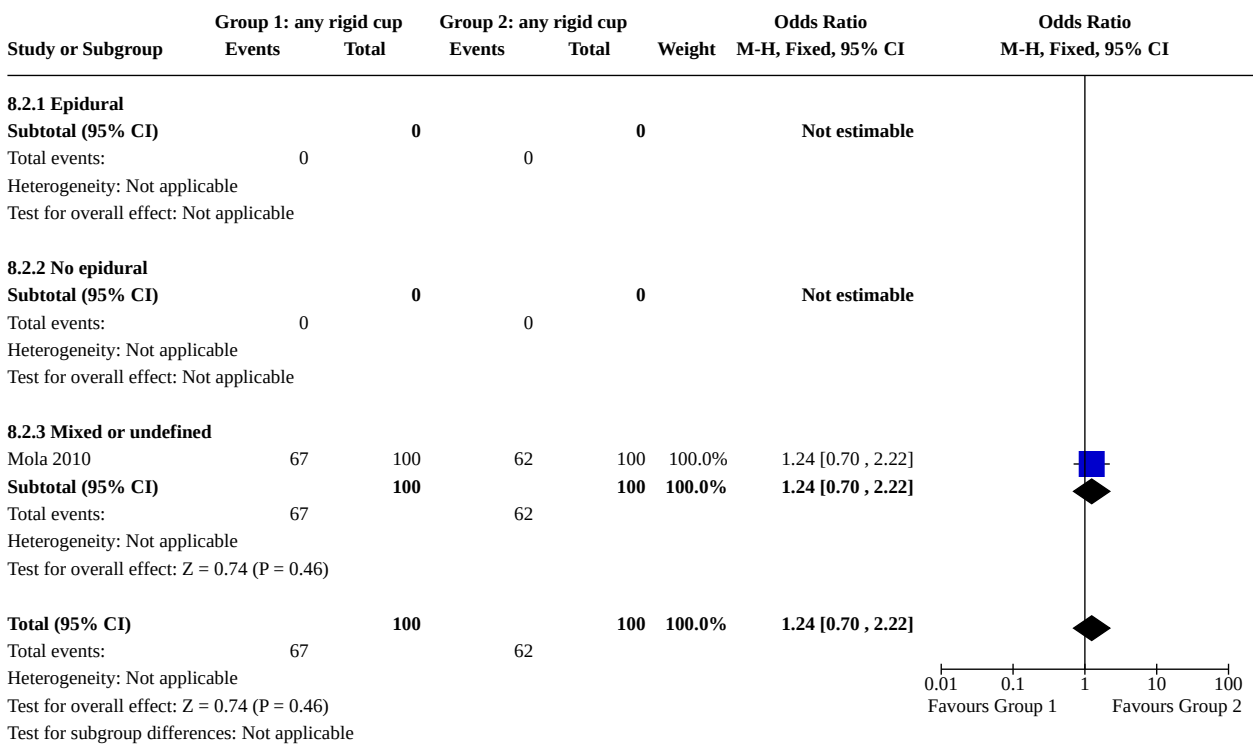 Group 1: any rigid cup Group 2: any rigid cup Odds Ratio Odds Ratio
Study or Subgroup Events Total Events Total Weight M-H, Fixed, 95% CI M-H, Fixed, 95% CI
8.2.1 Epidural
Subtotal (95% CI) 0 0 Not estimable
Total events: 0 0
Heterogeneity: Not applicable
Test for overall effect: Not applicable
8.2.2 No epidural
Subtotal (95% CI) 0 0 Not estimable
Total events: 0 0
Heterogeneity: Not applicable
Test for overall effect: Not applicable
8.2.3 Mixed or undefined
Mola 2010 67 100 62 100 100.0% 1.24 [0.70 , 2.22]
Subtotal (95% CI) 100 100 100.0% 1.24 [0.70 , 2.22]
Total events: 67 62
Heterogeneity: Not applicable
Test for overall effect: Z = 0.74 (P = 0.46)
Total (95% CI) 100 100 100.0% 1.24 [0.70 , 2.22]
Total events: 67 62
Heterogeneity: Not applicable 0.01 0.1 1 10 100
Test for overall effect: Z = 0.74 (P = 0.46) Favours Group 1 Favours Group 2
Test for subgroup differences: Not applicable